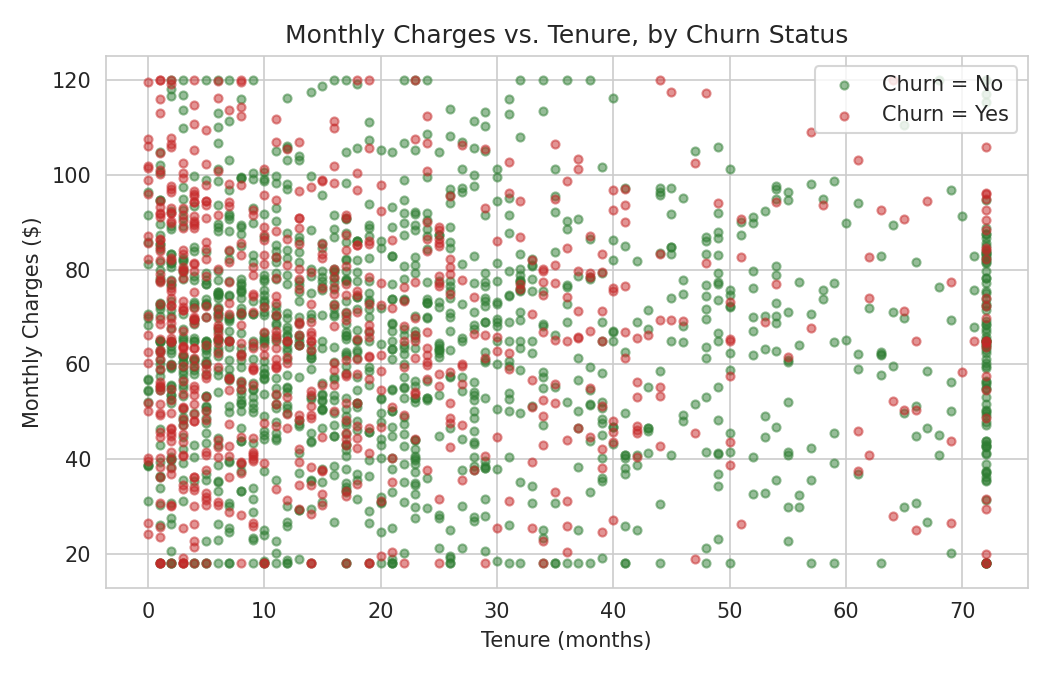 Monthly Charges vs. Tenure, by Churn Status
Monthly Charges ($)
120
100
80
60
40
20
Churn = No
Churn = Yes
0 10 20 30 40 50 60 70
Tenure (months)